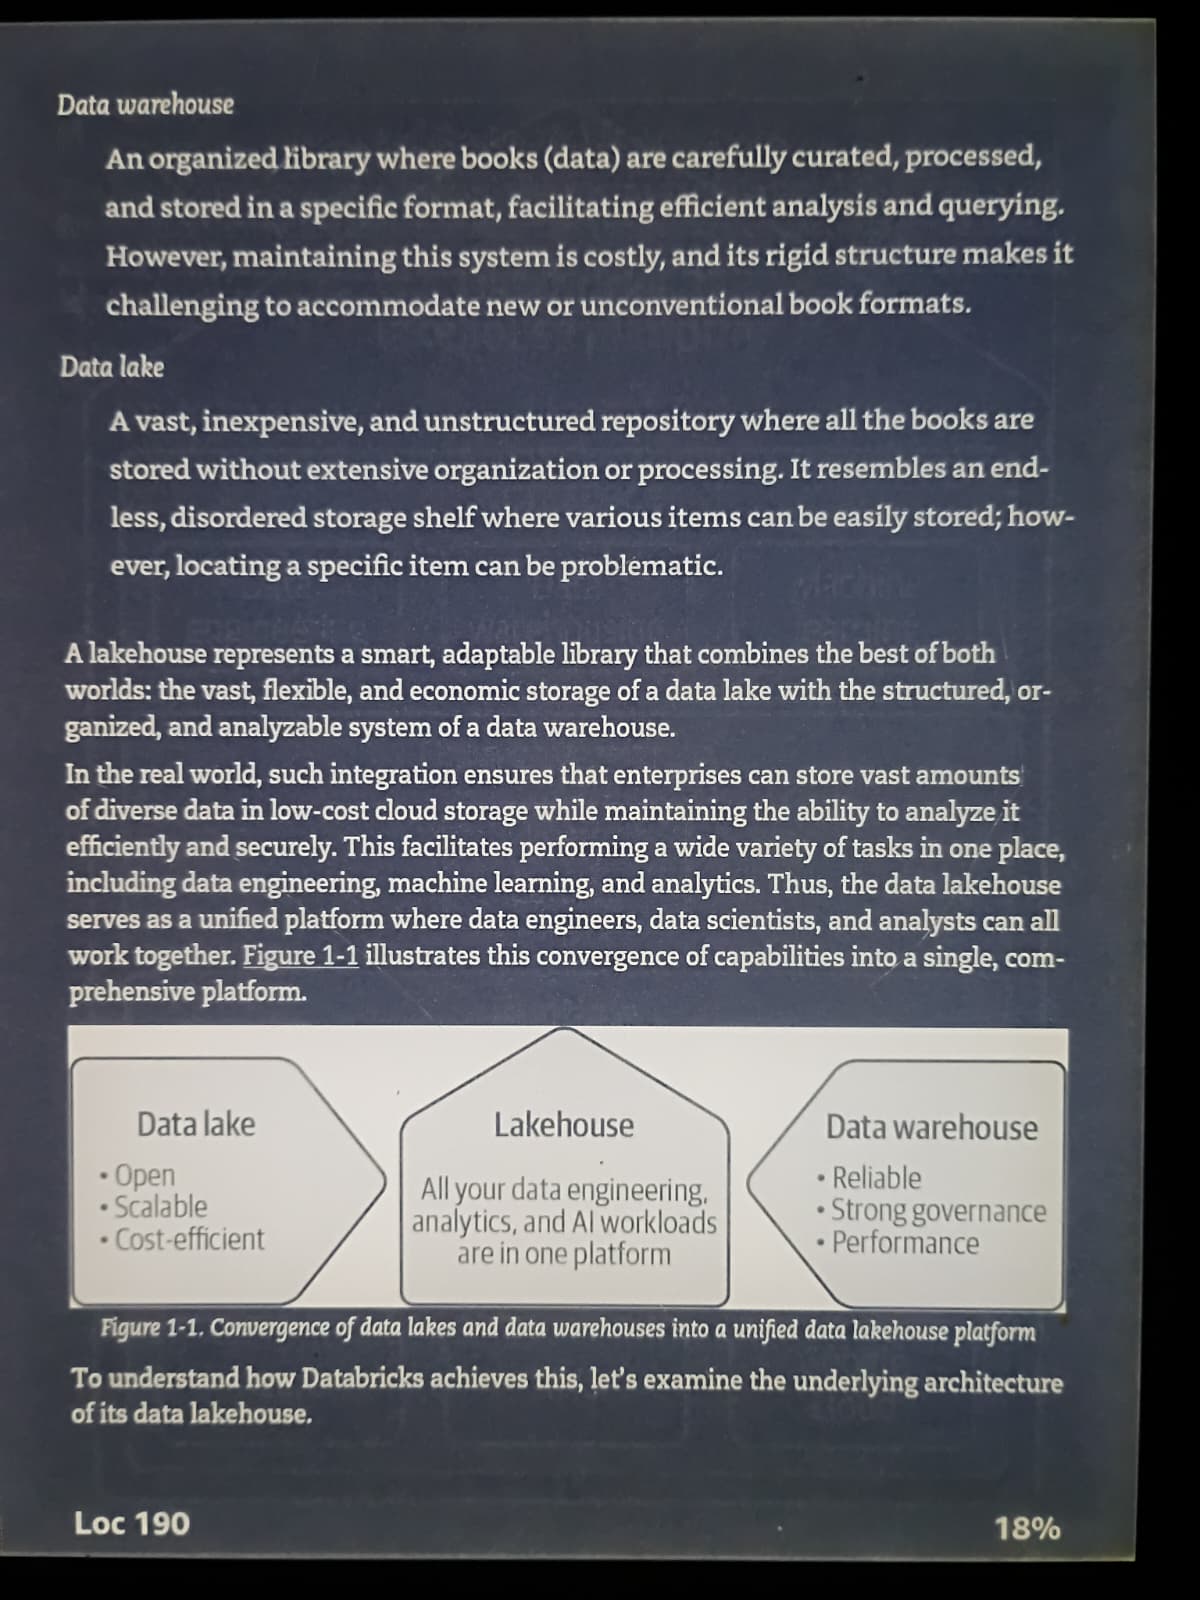 Data warehouse
An organized library where books (data) are carefully curated, processed,
and stored in a specific format, facilitating efficient analysis and querying.
However, maintaining this system is costly, and its rigid structure makes it
challenging to accommodate new or unconventional book formats.
Data lake
A vast, inexpensive, and unstructured repository where all the books are
stored without extensive organization or processing. It resembles an end-
less, disordered storage shelf where various items can be easily stored; how-
ever, locating a specific item can be problematic.
A lakehouse represents a smart, adaptable library that combines the best of both
worlds: the vast, flexible, and economic storage of a data lake with the structured, or-
ganized, and analyzable system of a data warehouse.
In the real world, such integration ensures that enterprises can store vast amounts
of diverse data in low-cost cloud storage while maintaining the ability to analyze it
efficiently and securely. This facilitates performing a wide variety of tasks in one place,
including data engineering, machine learning, and analytics. Thus, the data lakehouse
serves as a unified platform where data engineers, data scientists, and analysts can all
work together. Figure 1-1 illustrates this convergence of capabilities into a single, com-
prehensive platform.
Data lake
• Open
• Scalable
• Cost-efficient
Lakehouse
All your data engineering,
analytics, and AI workloads
are in one platform
Data warehouse
• Reliable
• Strong governance
• Performance
Figure 1-1. Convergence of data lakes and data warehouses into a unified data lakehouse platform
To understand how Databricks achieves this, let's examine the underlying architecture
of its data lakehouse.
Loc 190
18%